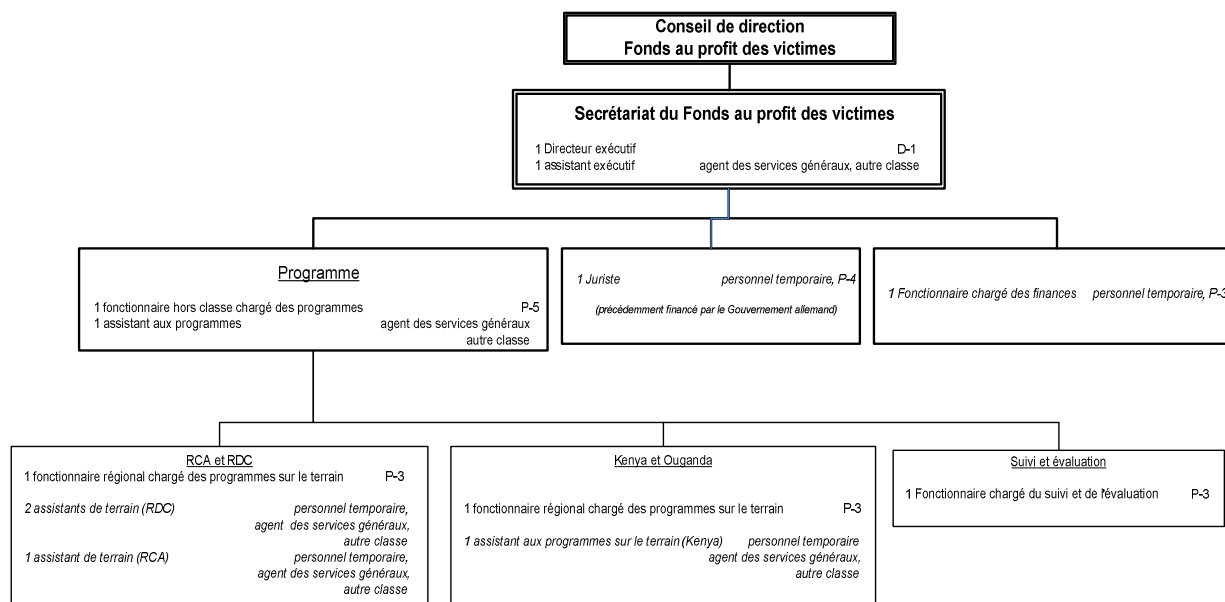 Conseil de direction
Fonds au profit des victimes
Secrétariat du Fonds au profit des victimes
1 Directeur exécutif D-1
1 assistant exécutif agent des services généraux, autre classe
Programme
1 fonctionnaire hors classe chargé des programmes P-5
1 assistant aux programmes agent des services généraux
autre classe
1 Juriste personnel temporaire, P-4
(précédemment financé par le Gouvernement allemand)
1 Fonctionnaire chargé des finances personnel temporaire, P-3
RCA et RDC
1 fonctionnaire régional chargé des programmes sur le terrain P-3
2 assistants de terrain (RDC) personnel temporaire,
agent des services généraux,
autre classe
1 assistant de terrain (RCA) personnel temporaire,
agent des services généraux,
autre classe
Kenya et Ouganda
1 fonctionnaire régional chargé des programmes sur le terrain P-3
1 assistant aux programmes sur le terrain (Kenya) personnel temporaire
agent des services généraux,
autre classe
Suivi et évaluation
1 Fonctionnaire chargé du suivi et de l'évaluation P-3